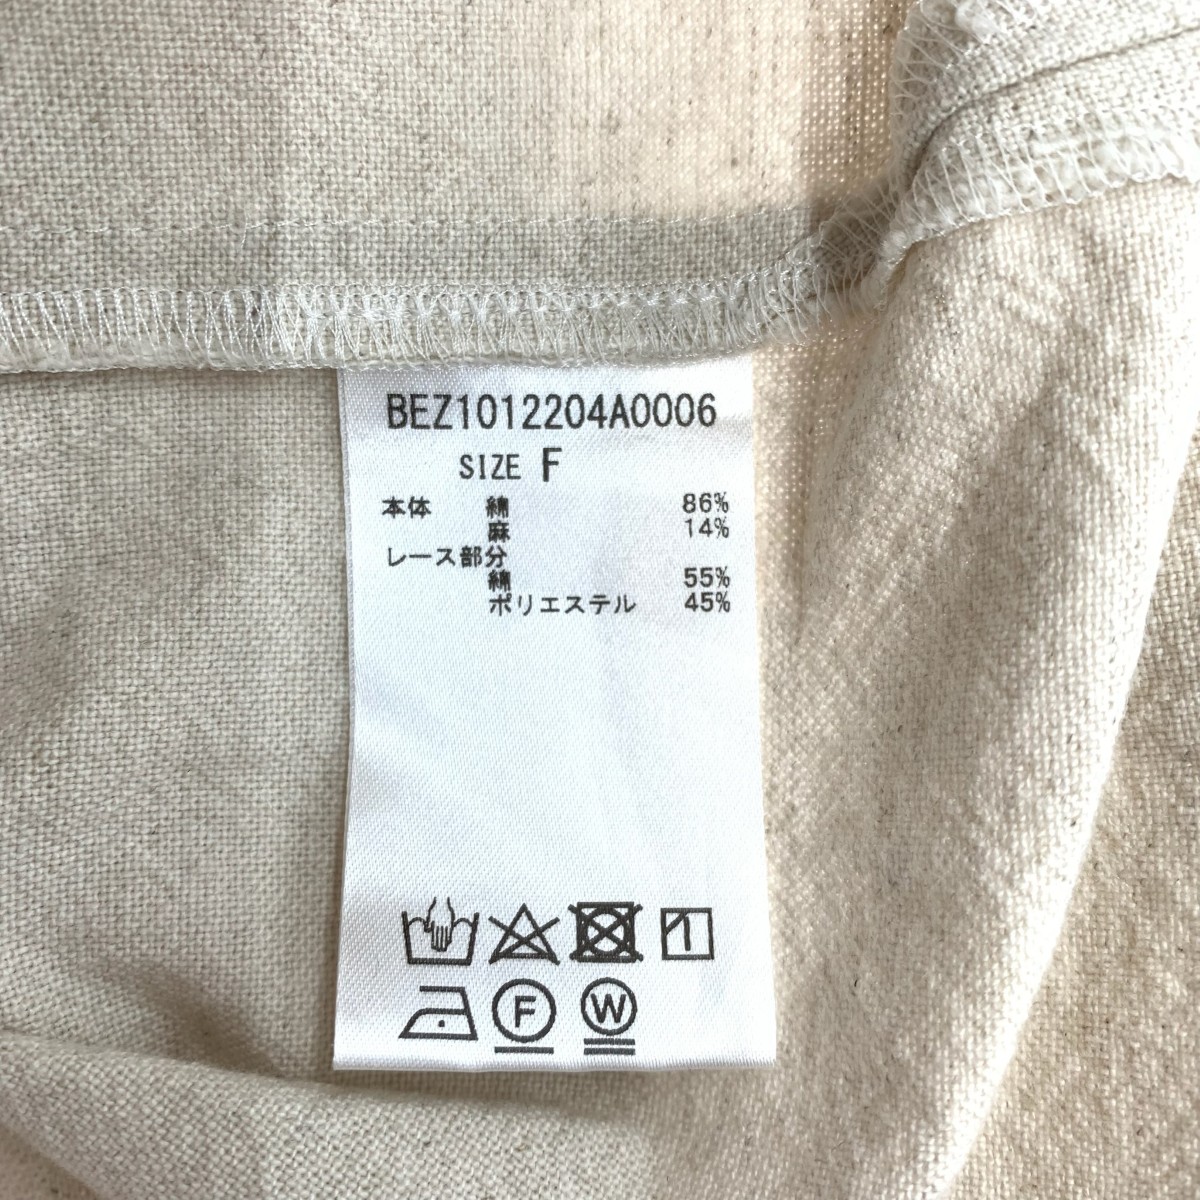 BEZ1012204A0006
SIZE F
本体 綿 86%
麻 14%
レース部分
綿 55%
ポリエステル 45%
F W